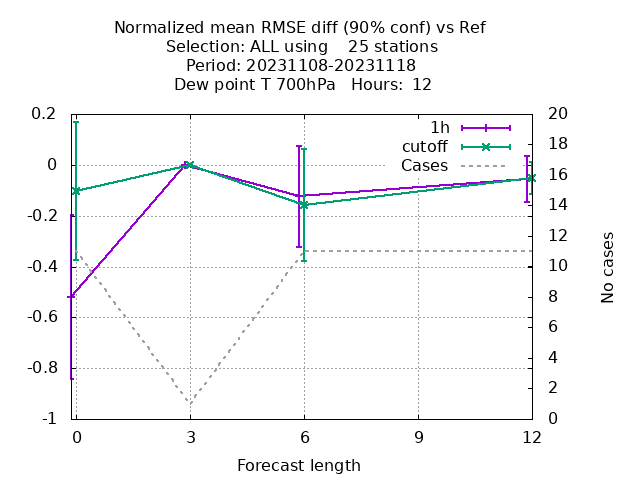 Normalized mean RMSE diff (90% conf) vs Ref
Selection: ALL using 25 stations
Period: 20231108-20231118
Dew point T 700hPa Hours: 12
1h
cutoff
Cases
0.2
0
-0.2
-0.4
-0.6
-0.8
-1
20
18
16
14
12
10
8
6
4
2
0
No cases
0 3 6 9 12
Forecast length